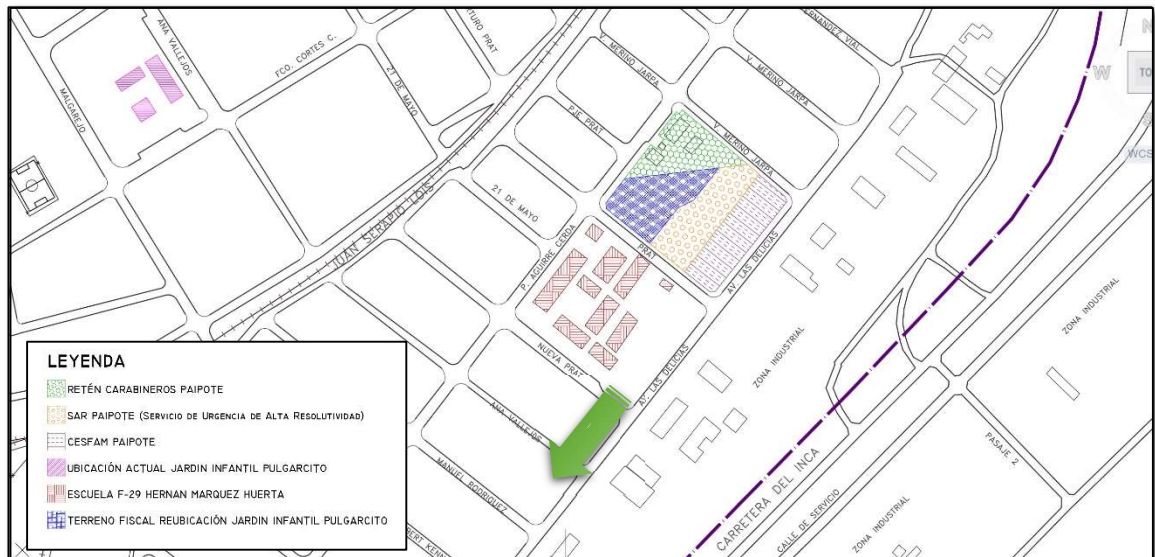 ANA VALLEJOS
MALGAREJO
FCO. CORTES C.
27 DE MAYO
V. MERINO JARPA
V. MERINO JARPA
PJE PRAT
V. MERINO JARPA
21 DE MAYO
JUAN SERAPIO LOIS
P. AGUIRRE CERDA
PRAT
AV. LAS DELICIAS
NUEVA PRAT
AV. LAS DELICIAS
ANA VALLEJOS
MANUEL RODRIGUEZ
ZONA INDUSTRIAL
ZONA INDUSTRIAL
CARRETERA DEL INCA
PASAJE 2
CALLE DE SERVICIO
ZONA INDUSTRIAL
W
WCS
LEYENDA
RETÉN CARABINEROS PAIPOTE
SAR PAIPOTE (SERVICIO DE URGENCIA DE ALTA RESOLUTIVIDAD)
CESFAM PAIPOTE
UBICACIÓN ACTUAL JARDIN INFANTIL PULGARCITO
ESCUELA F-29 HERNAN MARQUEZ HUERTA
TERRENO FISCAL REUBICACIÓN JARDIN INFANTIL PULGARCITO